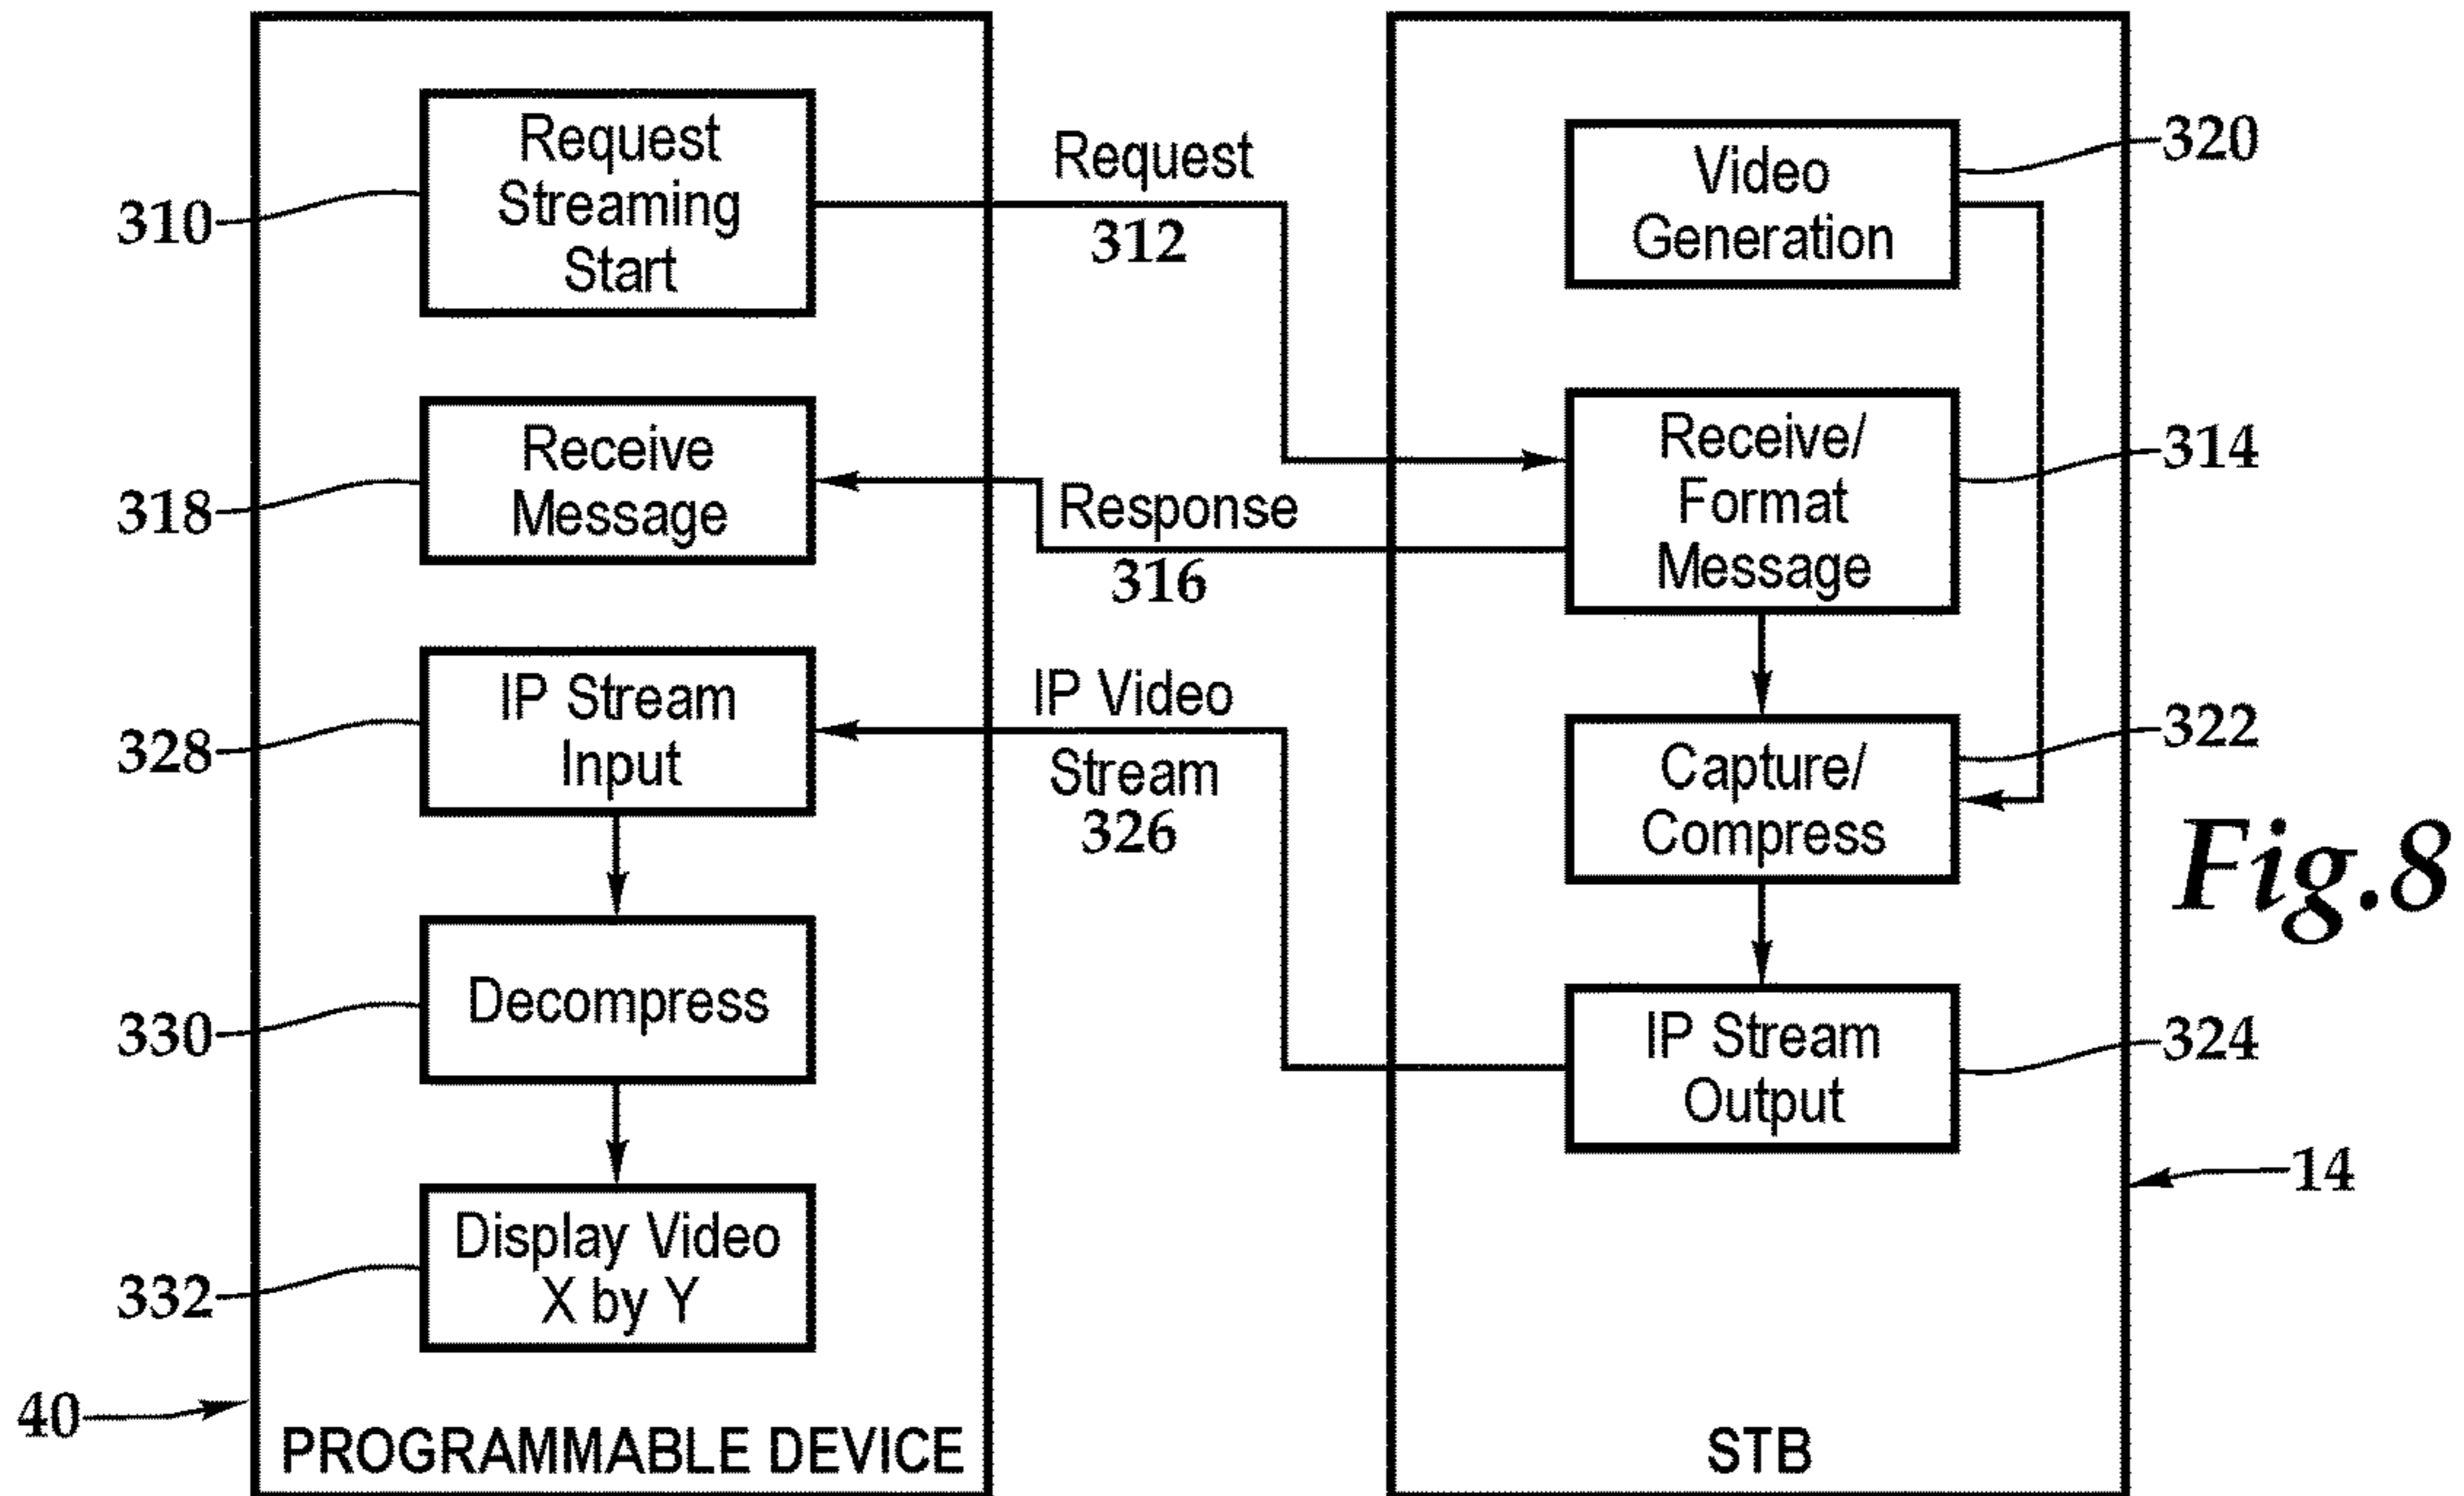 310
Request
Streaming
Start
Request
312
Video
Generation
320
318
Receive
Message
Response
316
Receive/
Format
Message
314
328
IP Stream
Input
IP Video
Stream
326
Capture/
Compress
322
330
Decompress
IP Stream
Output
324
332
Display Video
X by Y
40
PROGRAMMABLE DEVICE
STB
14
Fig.8